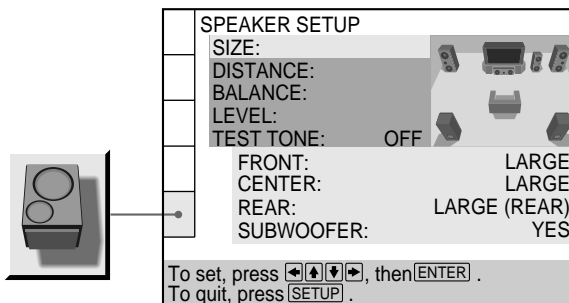 SPEAKER SETUP
SIZE:
DISTANCE:
BALANCE:
LEVEL:
TEST TONE: OFF
FRONT: LARGE
CENTER: LARGE
REAR: LARGE (REAR)
SUBWOOFER: YES
To set, press , then ENTER .
To quit, press SETUP .